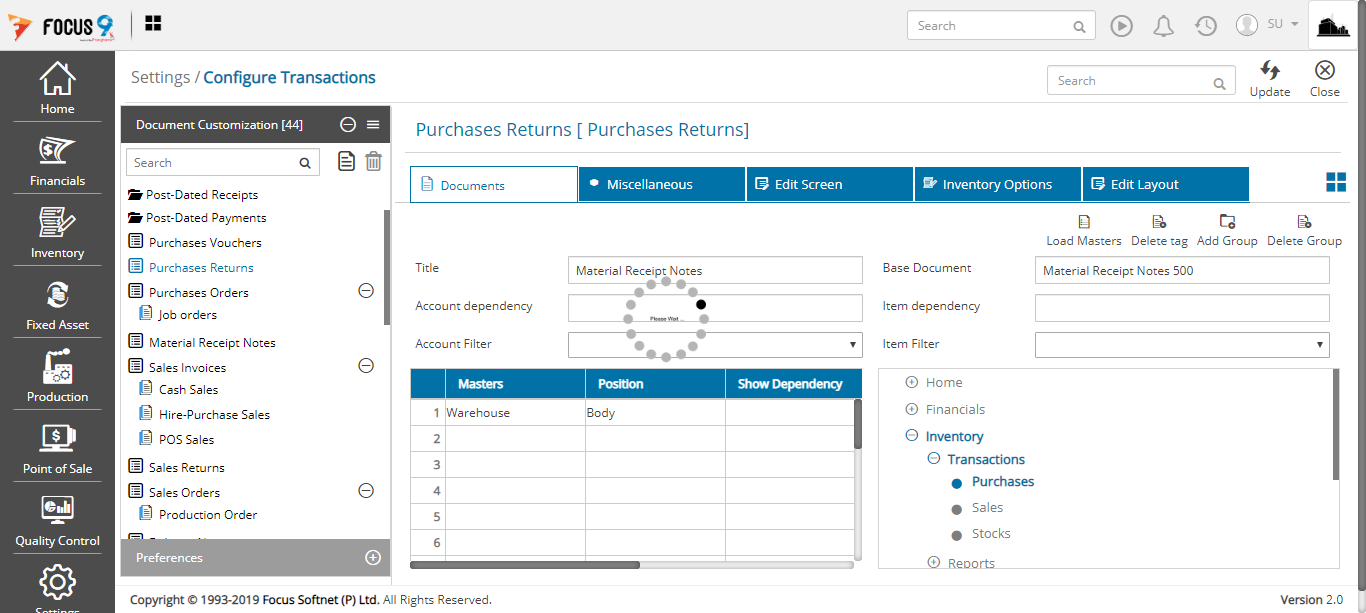 FOCUS 9
Search
SU
Home
Financials
Inventory
Fixed Asset
Production
Point of Sale
Quality Control
Settings
Settings / Configure Transactions
Search
Update
Close
Document Customization [44]
Search
Post-Dated Receipts
Post-Dated Payments
Purchases Vouchers
Purchases Returns
Purchases Orders
Job orders
Material Receipt Notes
Sales Invoices
Cash Sales
Hire-Purchase Sales
POS Sales
Sales Returns
Sales Orders
Production Order
Preferences
Purchases Returns [ Purchases Returns]
Documents
Miscellaneous
Edit Screen
Inventory Options
Edit Layout
Load Masters
Delete tag
Add Group
Delete Group
Title
Material Receipt Notes
Base Document
Material Receipt Notes 500
Account dependency
Please Wait ...
Item dependency
Account Filter
Item Filter
Masters Position Show Dependency
1 Warehouse Body
2
3
4
5
6
Home
Financials
Inventory
Transactions
Purchases
Sales
Stocks
Reports
Copyright © 1993-2019 Focus Softnet (P) Ltd. All Rights Reserved.
Version 2.0